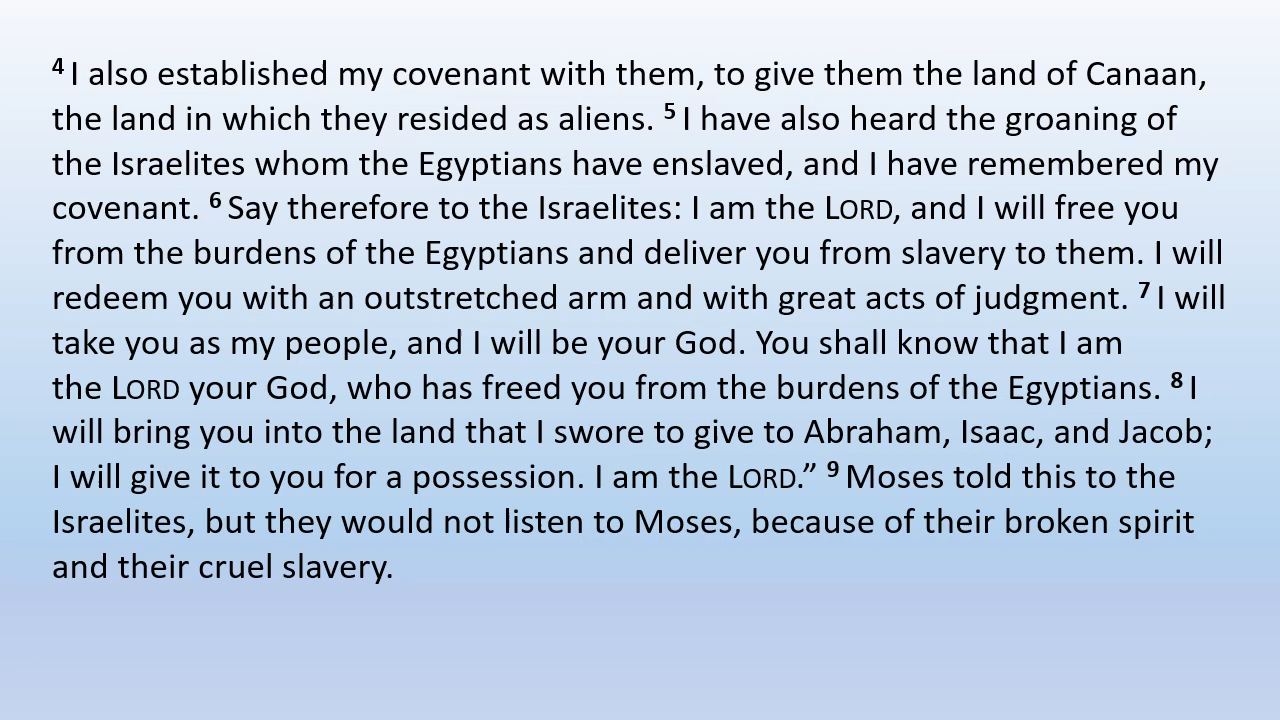 4 I also established my covenant with them, to give them the land of Canaan,
the land in which they resided as aliens. 5 I have also heard the groaning of
the Israelites whom the Egyptians have enslaved, and I have remembered my
covenant. 6 Say therefore to the Israelites: I am the LORD, and I will free you
from the burdens of the Egyptians and deliver you from slavery to them. I will
redeem you with an outstretched arm and with great acts of judgment. 7 I will
take you as my people, and I will be your God. You shall know that I am
the LORD your God, who has freed you from the burdens of the Egyptians. 8 I
will bring you into the land that I swore to give to Abraham, Isaac, and Jacob;
I will give it to you for a possession. I am the LORD.” 9 Moses told this to the
Israelites, but they would not listen to Moses, because of their broken spirit
and their cruel slavery.